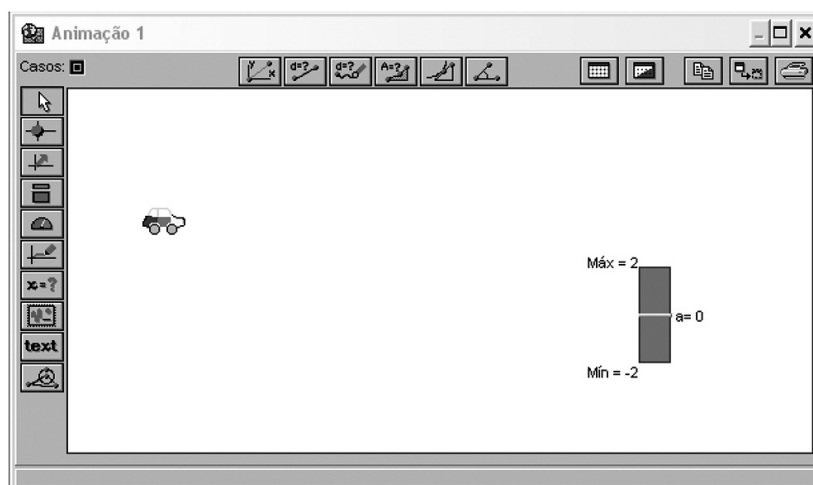 Animação 1
Casos:
y x
d=?
d=?
A=?
Máx = 2
a= 0
Mín = -2
x=?
text